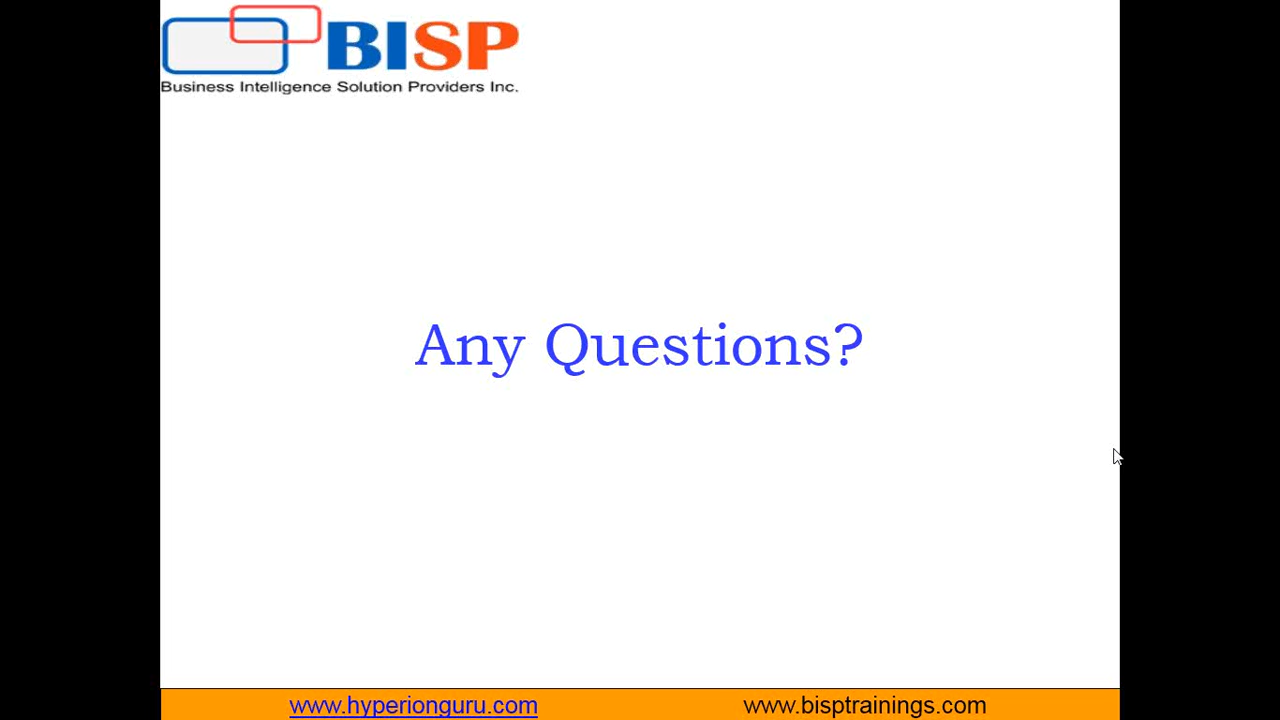 BISP
Business Intelligence Solution Providers Inc.
Any Questions?
www.hyperionguru.com www.bisptrainings.com